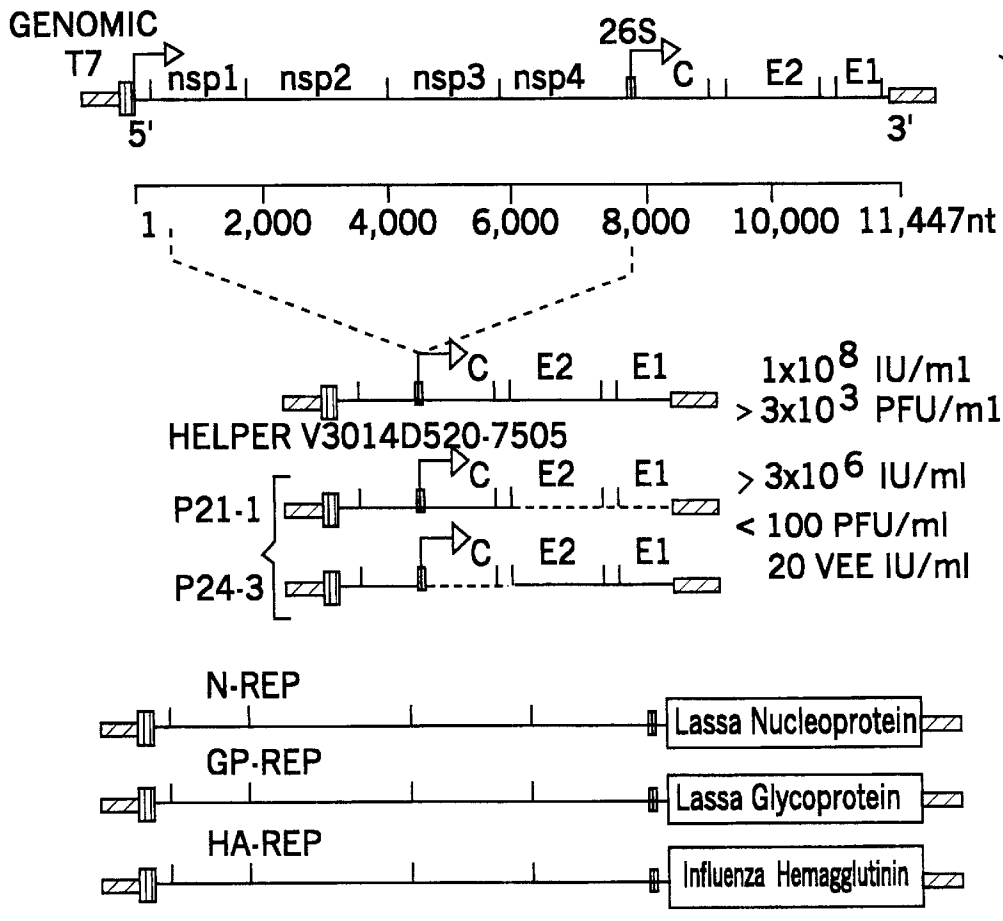 GENOMIC
T7 26S
nsp1 nsp2 nsp3 nsp4 C E2 E1
5' 3'
1 2,000 4,000 6,000 8,000 10,000 11,447nt
C E2 E1 1x10^8 IU/m1
> 3x10^3 PFU/m1
HELPER V3014D520-7505
P21-1 C E2 E1 > 3x10^6 IU/ml
< 100 PFU/ml
P24-3 C E2 E1 20 VEE IU/ml
N-REP
Lassa Nucleoprotein
GP-REP
Lassa Glycoprotein
HA-REP
Influenza Hemagglutinin